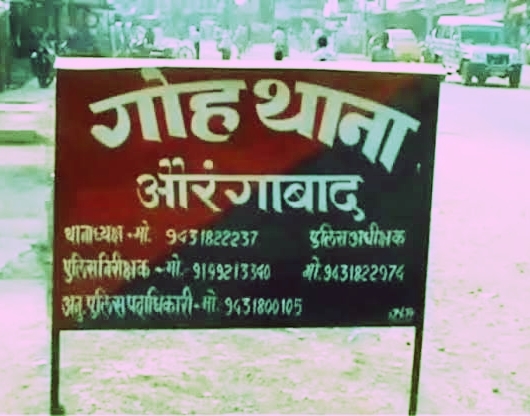 गोह थाना
औरंगाबाद
थानाध्यक्ष - मो. 9431822237 पुलिस अधीक्षक
पुलिस निरीक्षक - मो. - 9199213340 मो. 9431822974
अनु. पुलिस पदाधिकारी - मो. 9431800105